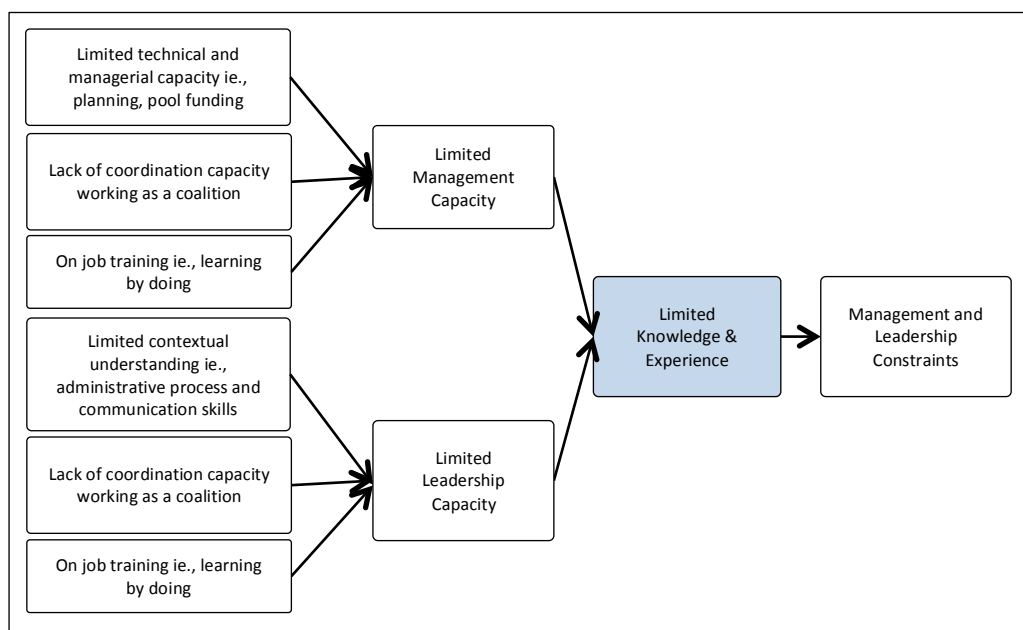 Limited technical and
managerial capacity ie.,
planning, pool funding
Lack of coordination capacity
working as a coalition
On job training ie., learning
by doing
Limited contextual
understanding ie.,
administrative process and
communication skills
Lack of coordination capacity
working as a coalition
On job training ie., learning
by doing
Limited
Management
Capacity
Limited
Leadership
Capacity
Limited
Knowledge &
Experience
Management and
Leadership
Constraints